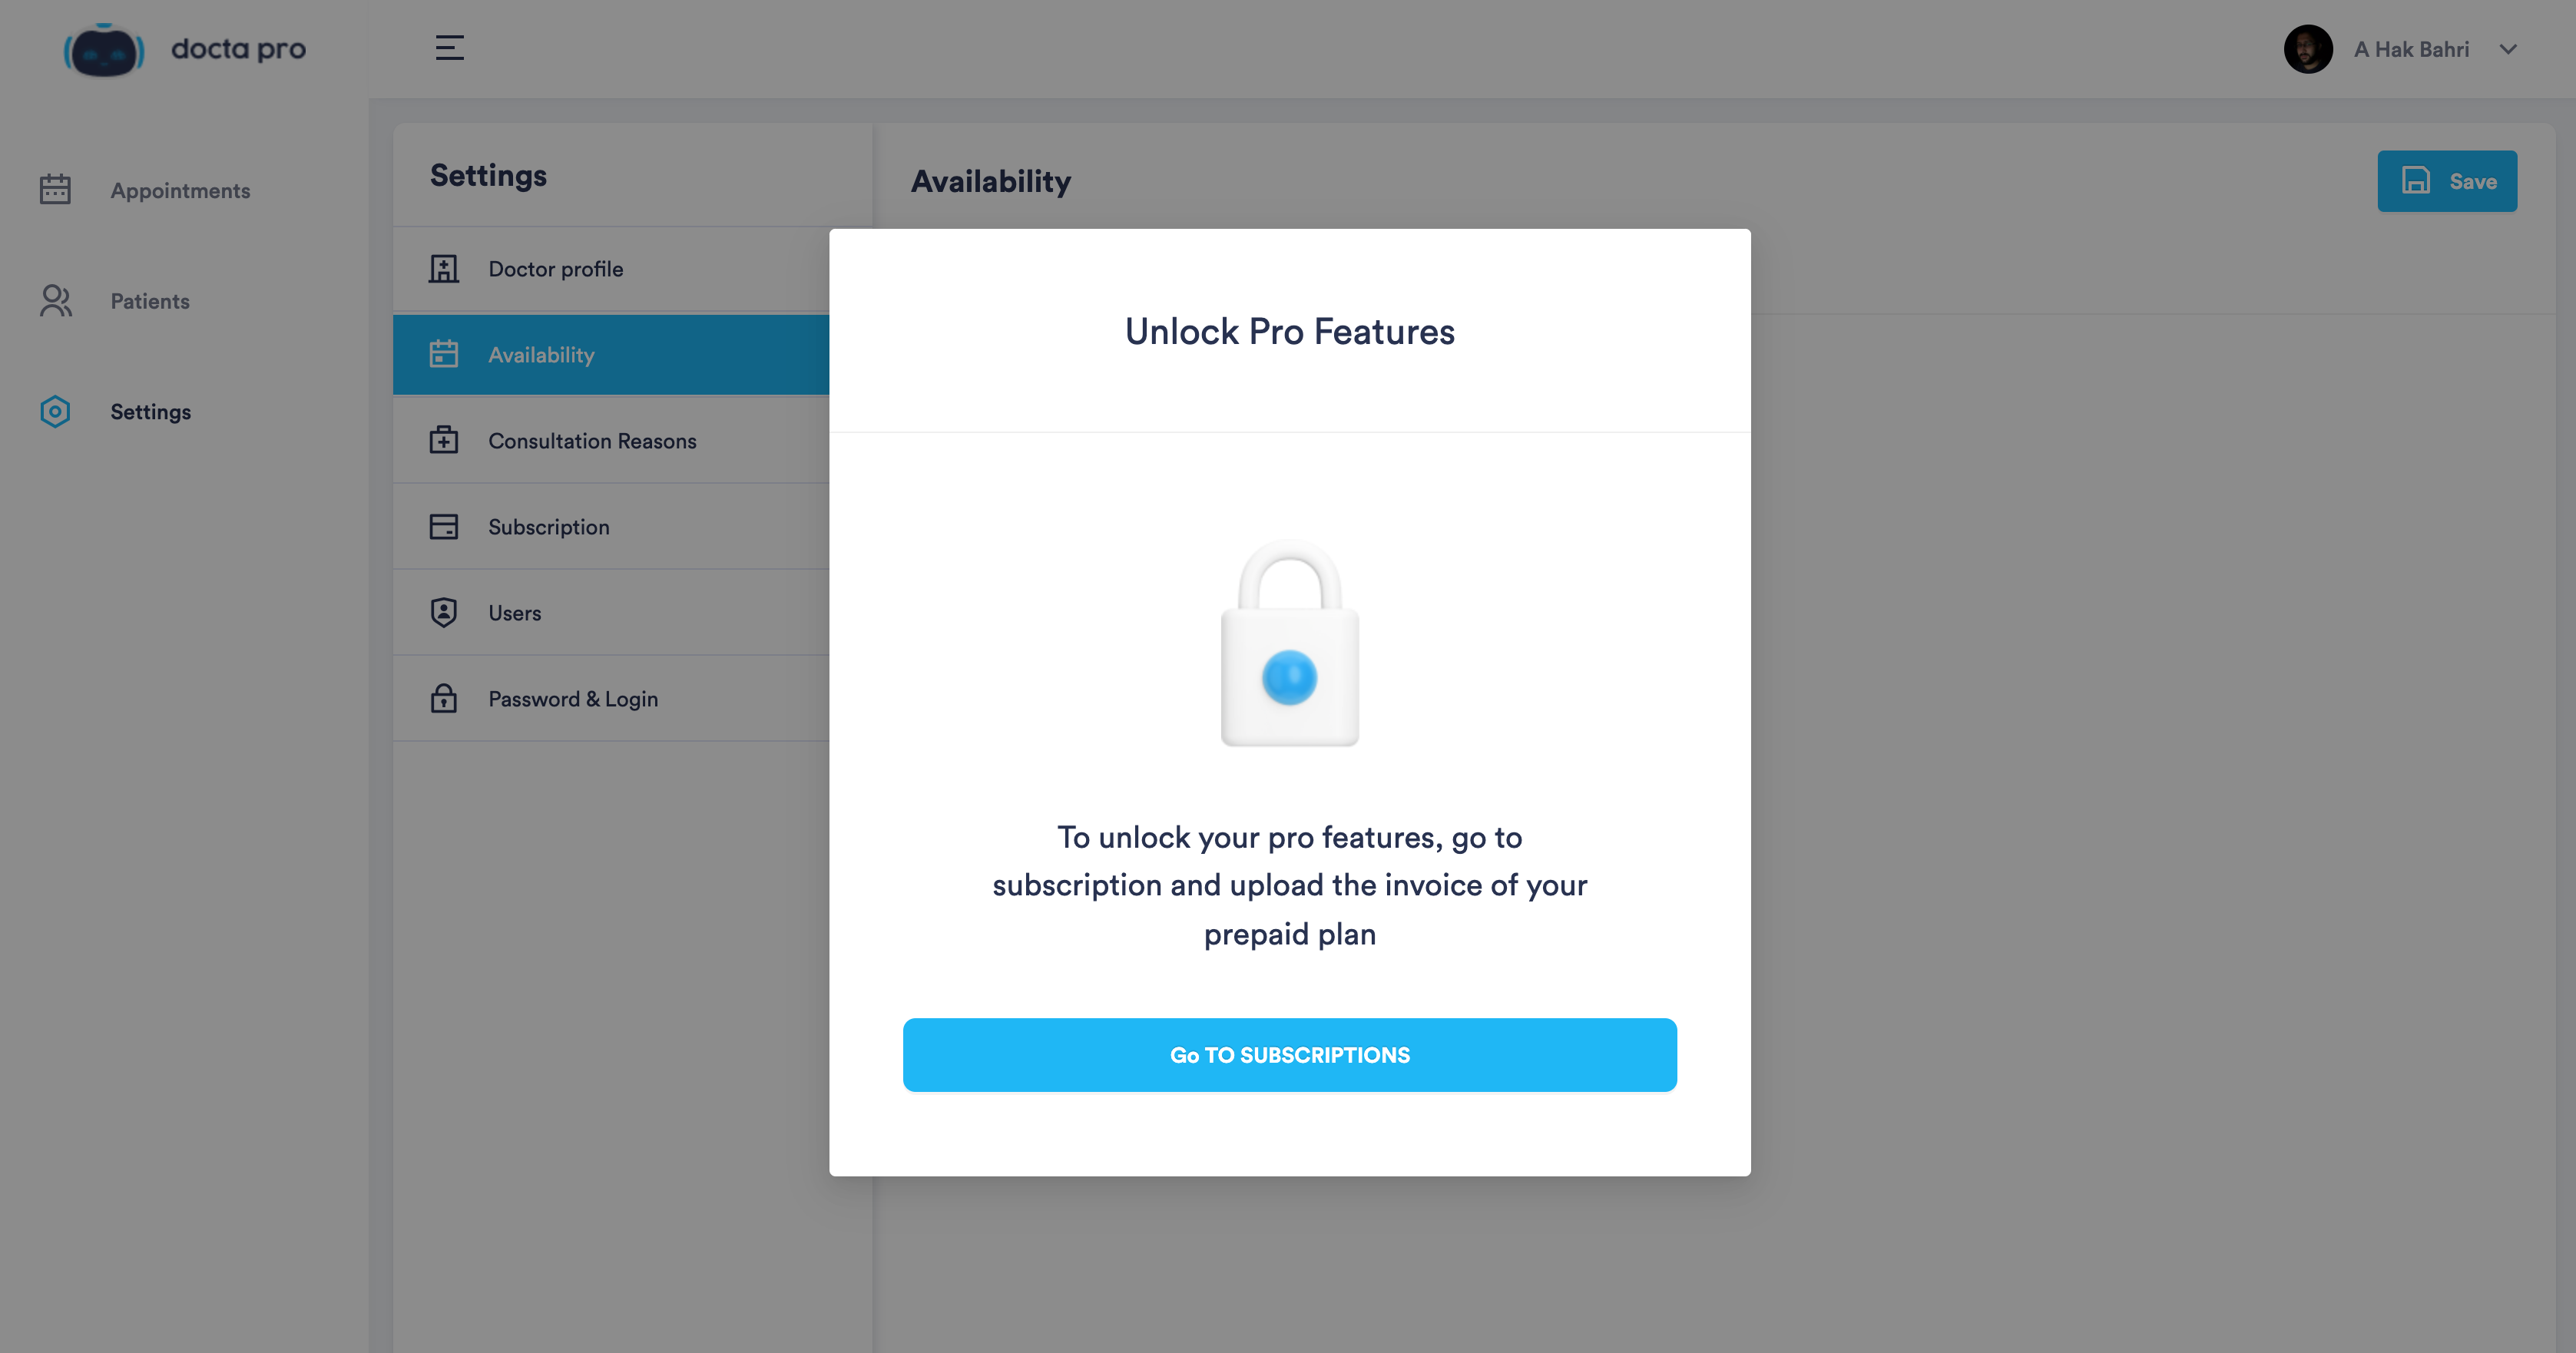 docta pro
A Hak Bahri
Appointments
Patients
Settings
Settings
Doctor profile
Availability
Consultation Reasons
Subscription
Users
Password & Login
Availability
Save
Unlock Pro Features
To unlock your pro features, go to
subscription and upload the invoice of your
prepaid plan
Go TO SUBSCRIPTIONS